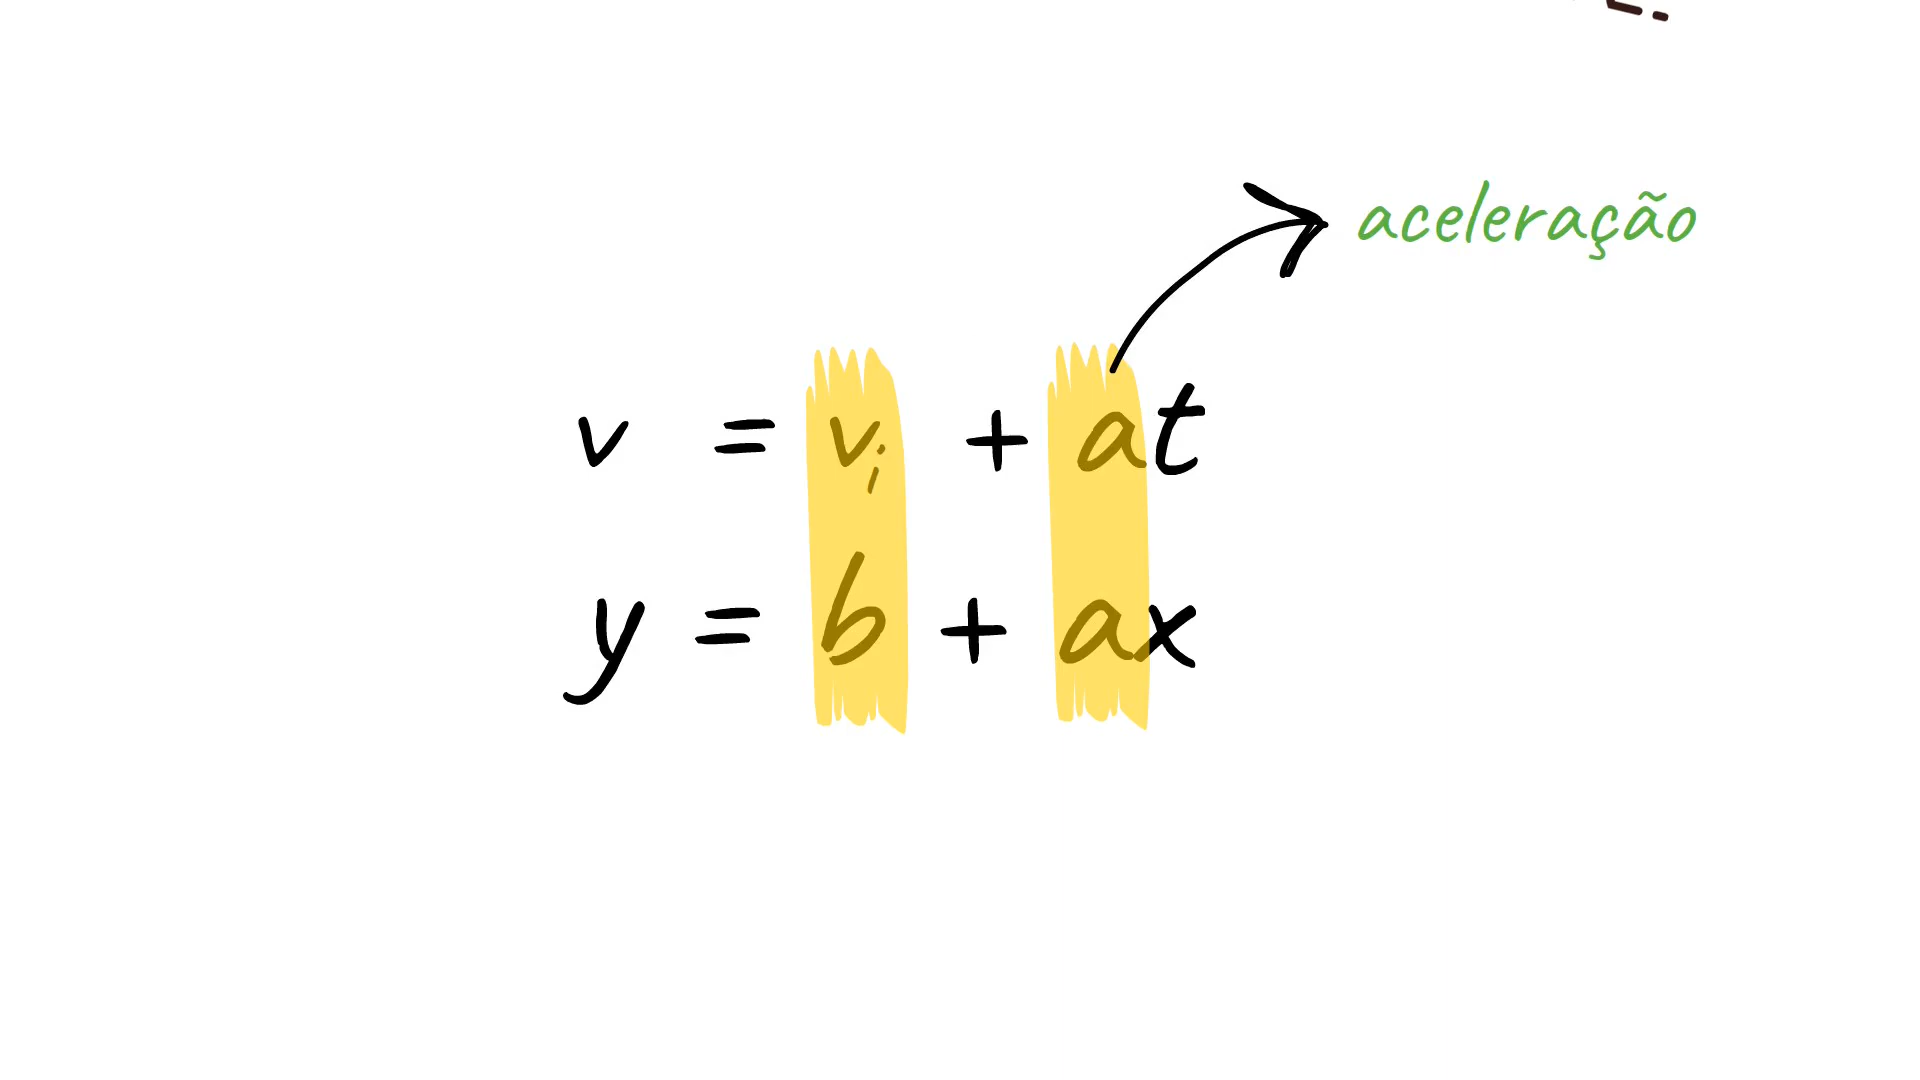 aceleração
v = vᵢ + at
y = b + ax